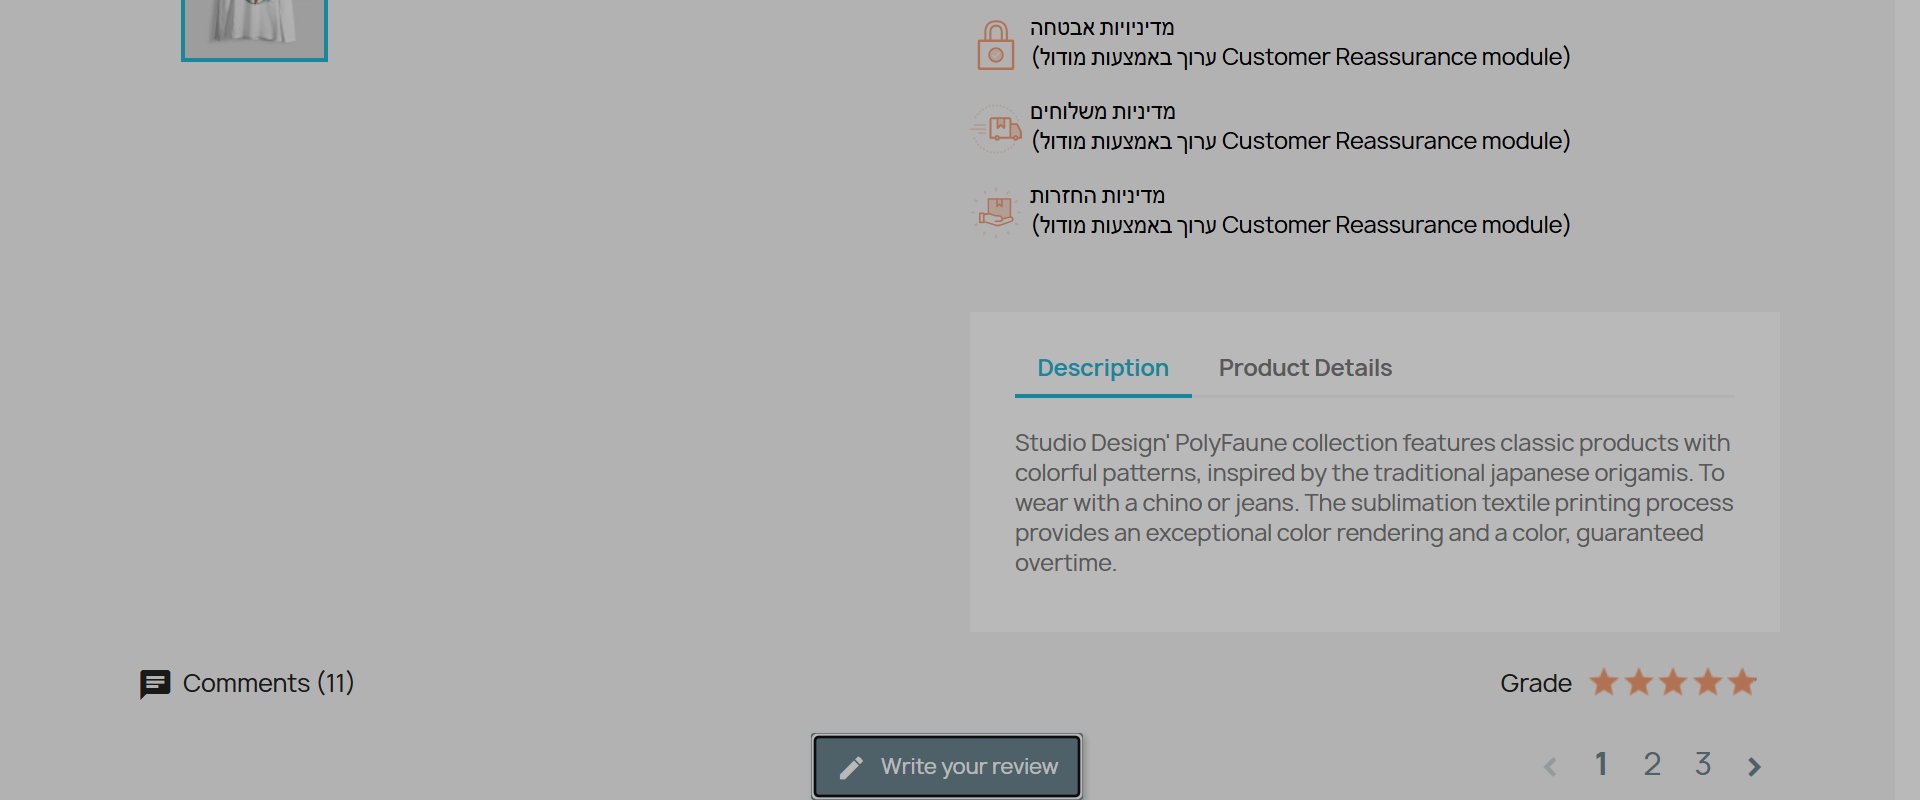 מדיניויות אבטחה
(ערוך באמצעות מודול Customer Reassurance module)
מדיניות משלוחים
(ערוך באמצעות מודול Customer Reassurance module)
מדיניות החזרות
(ערוך באמצעות מודול Customer Reassurance module)
Description Product Details
Studio Design' PolyFaune collection features classic products with
colorful patterns, inspired by the traditional japanese origamis. To
wear with a chino or jeans. The sublimation textile printing process
provides an exceptional color rendering and a color, guaranteed
overtime.
Comments (11) Grade
Write your review 1 2 3